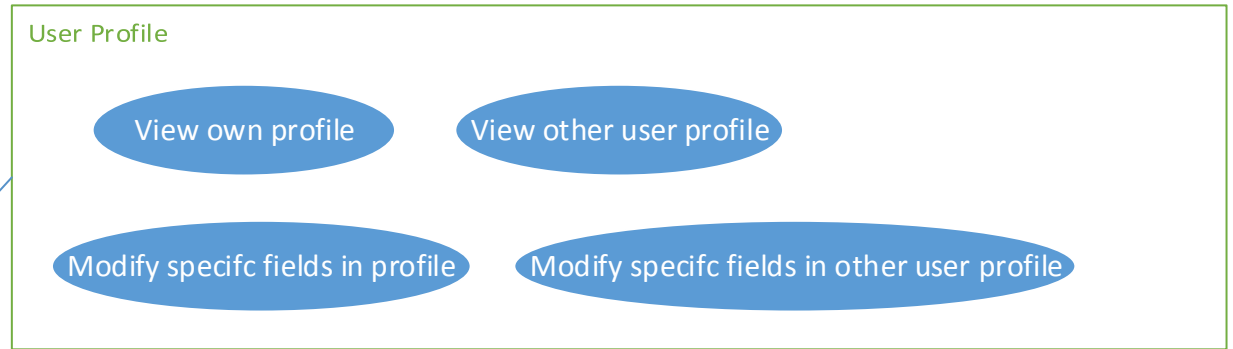 User Profile
View own profile
View other user profile
Modify specifc fields in profile
Modify specifc fields in other user profile